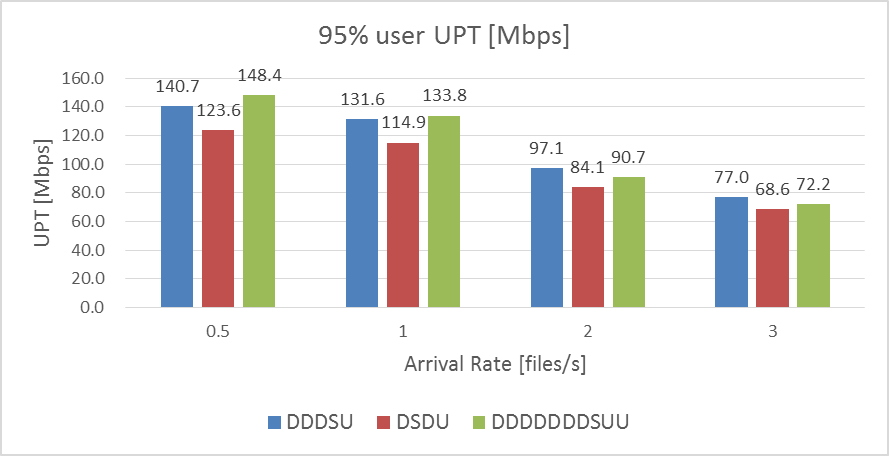 95% user UPT [Mbps]
160.0
140.0
120.0
100.0
80.0
60.0
40.0
20.0
0.0
UPT [Mbps]
140.7 123.6 148.4
131.6 114.9 133.8
97.1 84.1 90.7
77.0 68.6 72.2
0.5 1 2 3
Arrival Rate [files/s]
DDDSU DSDU DDDDDDDSUU